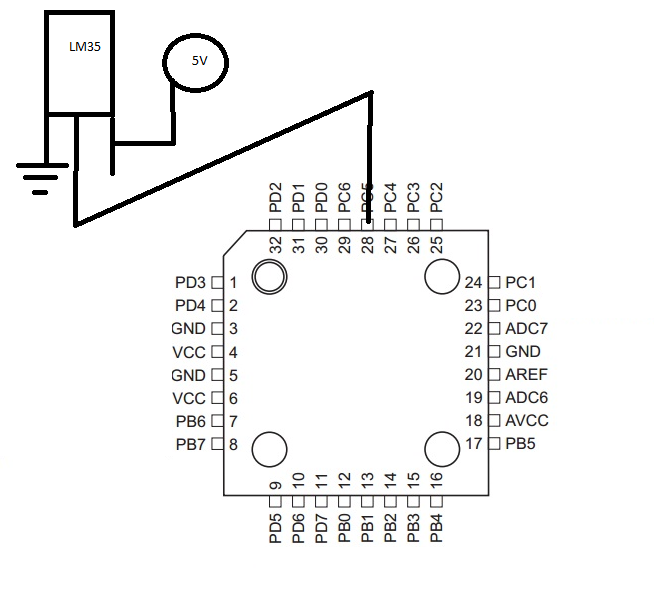 LM35
5V
PD2
PD1
PD0
PC6
PC5
PC4
PC3
PC2
32
31
30
29
28
27
26
25
PD3 1
PD4 2
GND 3
VCC 4
GND 5
VCC 6
PB6 7
PB7 8
24 PC1
23 PC0
22 ADC7
21 GND
20 AREF
19 ADC6
18 AVCC
17 PB5
9
10
11
12
13
14
15
16
PD5
PD6
PD7
PB0
PB1
PB2
PB3
PB4